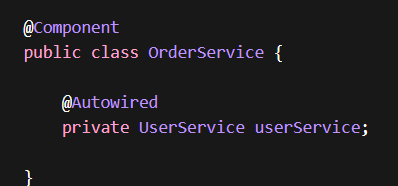 @Component
public class OrderService {
@Autowired
private UserService userService;
}